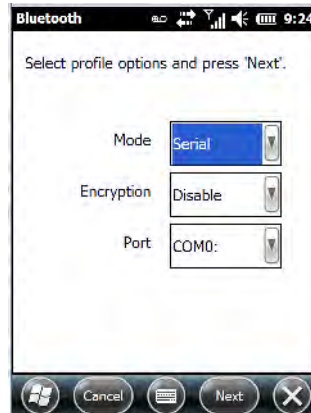 Bluetooth 9:24
Select profile options and press 'Next'.
Mode Serial
Encryption Disable
Port COM0:
Cancel Next